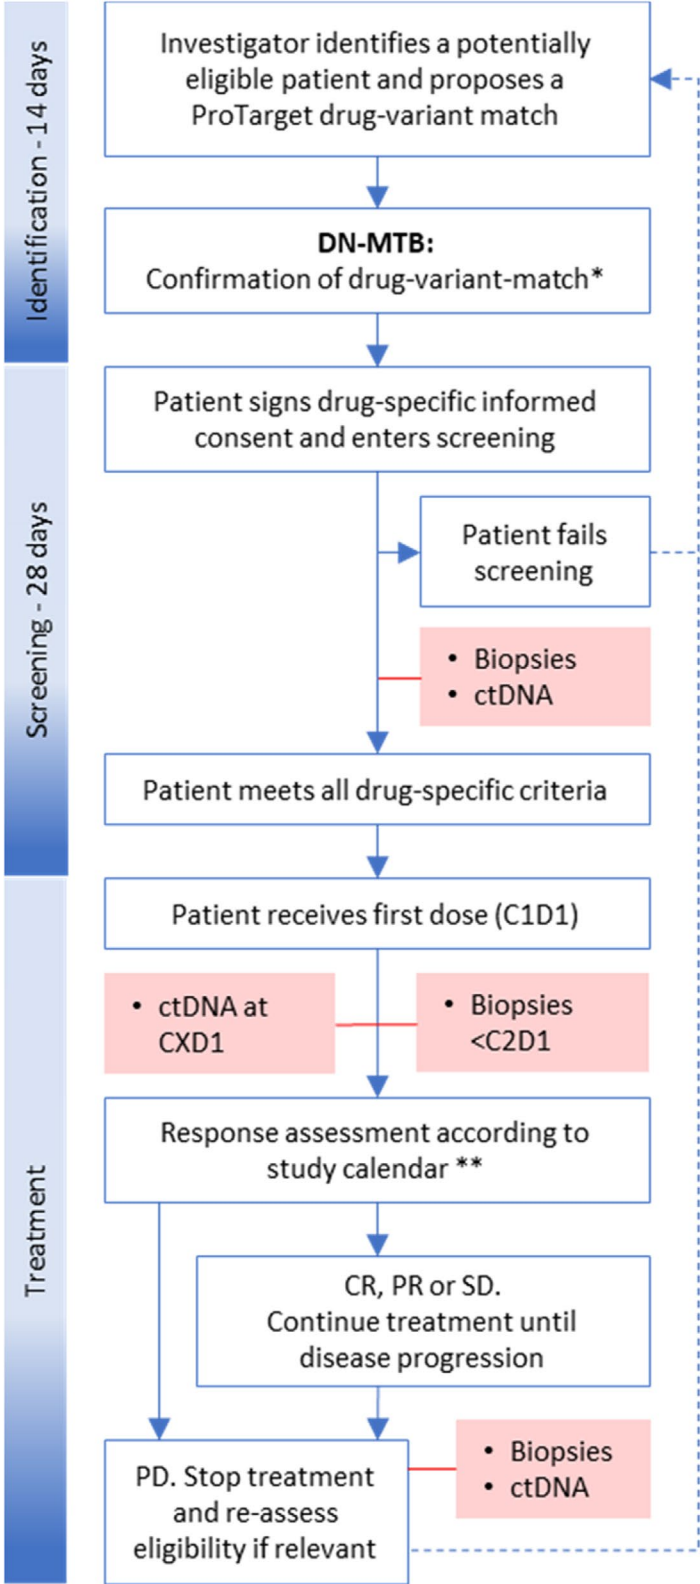 Identification - 14 days
Investigator identifies a potentially
eligible patient and proposes a
ProTarget drug-variant match
DN-MTB:
Confirmation of drug-variant-match*
Screening - 28 days
Patient signs drug-specific informed
consent and enters screening
Patient fails
screening
• Biopsies
• ctDNA
Patient meets all drug-specific criteria
Treatment
Patient receives first dose (C1D1)
• ctDNA at
CXD1
• Biopsies
<C2D1
Response assessment according to
study calendar **
CR, PR or SD.
Continue treatment until
disease progression
PD. Stop treatment
and re-assess
eligibility if relevant
• Biopsies
• ctDNA